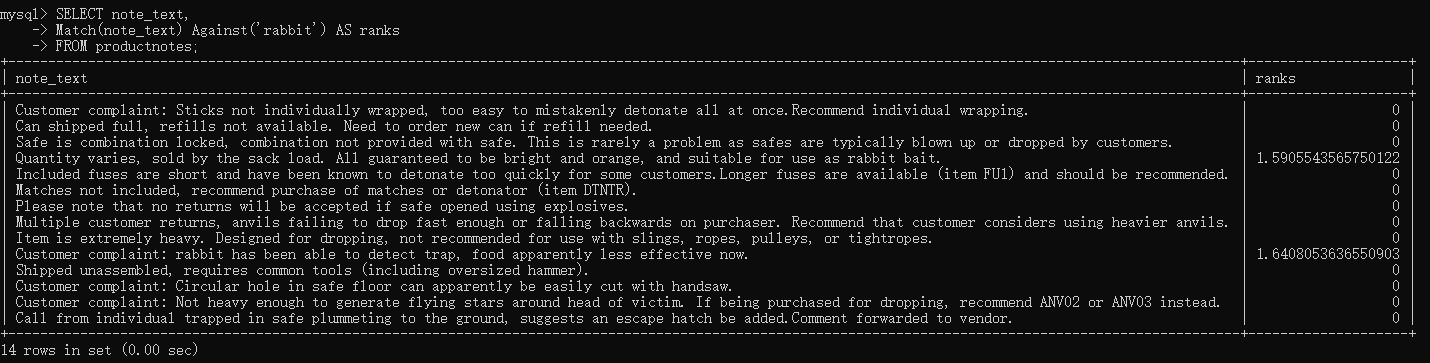 mysql> SELECT note_text,
    -> Match(note_text) Against('rabbit') AS ranks
    -> FROM productnotes;
+------------------------------------------------------------------------------------------------------------------------------------------------------+--------------------+
| note_text | ranks |
+------------------------------------------------------------------------------------------------------------------------------------------------------+--------------------+
| Customer complaint: Sticks not individually wrapped, too easy to mistakenly detonate all at once.Recommend individual wrapping. | 0 |
| Can shipped full, refills not available. Need to order new can if refill needed. | 0 |
| Safe is combination locked, combination not provided with safe. This is rarely a problem as safes are typically blown up or dropped by customers. | 0 |
| Quantity varies, sold by the sack load. All guaranteed to be bright and orange, and suitable for use as rabbit bait. | 1.5905543565750122 |
| Included fuses are short and have been known to detonate too quickly for some customers.Longer fuses are available (item FU1) and should be recommended. | 0 |
| Matches not included, recommend purchase of matches or detonator (item DTNTR). | 0 |
| Please note that no returns will be accepted if safe opened using explosives. | 0 |
| Multiple customer returns, anvils failing to drop fast enough or falling backwards on purchaser. Recommend that customer considers using heavier anvils. | 0 |
| Item is extremely heavy. Designed for dropping, not recommended for use with slings, ropes, pulleys, or tightropes. | 0 |
| Customer complaint: rabbit has been able to detect trap, food apparently less effective now. | 1.6408053636550903 |
| Shipped unassembled, requires common tools (including oversized hammer). | 0 |
| Customer complaint: Circular hole in safe floor can apparently be easily cut with handsaw. | 0 |
| Customer complaint: Not heavy enough to generate flying stars around head of victim. If being purchased for dropping, recommend ANV02 or ANV03 instead. | 0 |
| Call from individual trapped in safe plummeting to the ground, suggests an escape hatch be added.Comment forwarded to vendor. | 0 |
+------------------------------------------------------------------------------------------------------------------------------------------------------+--------------------+
14 rows in set (0.00 sec)